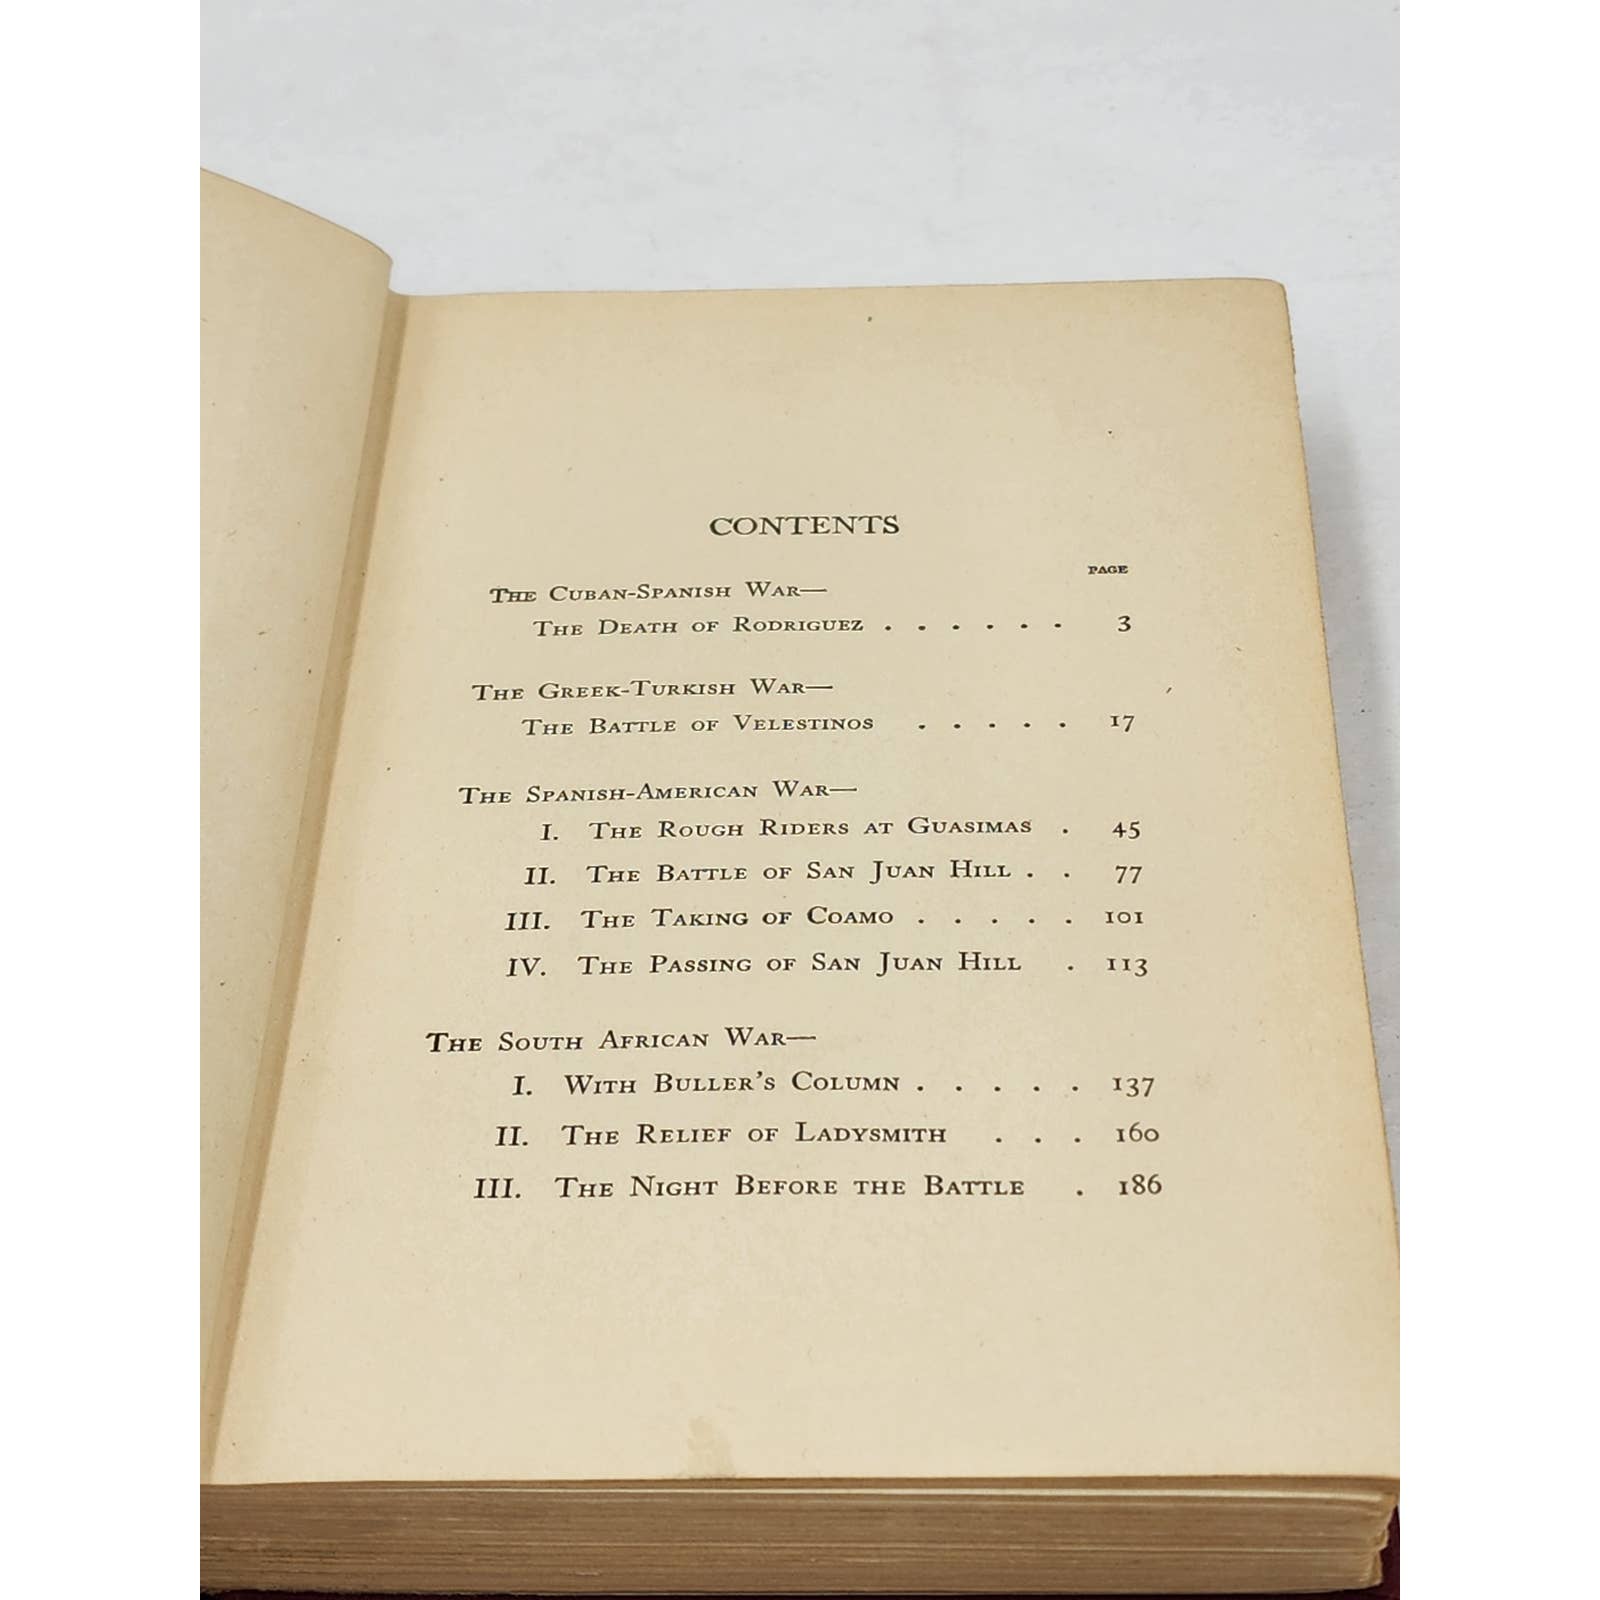 CONTENTS
PAGE
THE CUBAN-SPANISH WAR—
THE DEATH OF RODRIGUEZ . . . . . . 3
THE GREEK-TURKISH WAR—
THE BATTLE OF VELESTINOS . . . . . 17
THE SPANISH-AMERICAN WAR—
I. THE ROUGH RIDERS AT GUASIMAS . 45
II. THE BATTLE OF SAN JUAN HILL . . 77
III. THE TAKING OF COAMO . . . . . 101
IV. THE PASSING OF SAN JUAN HILL . 113
THE SOUTH AFRICAN WAR—
I. WITH BULLER'S COLUMN . . . . . 137
II. THE RELIEF OF LADYSMITH . . . 160
III. THE NIGHT BEFORE THE BATTLE . 186